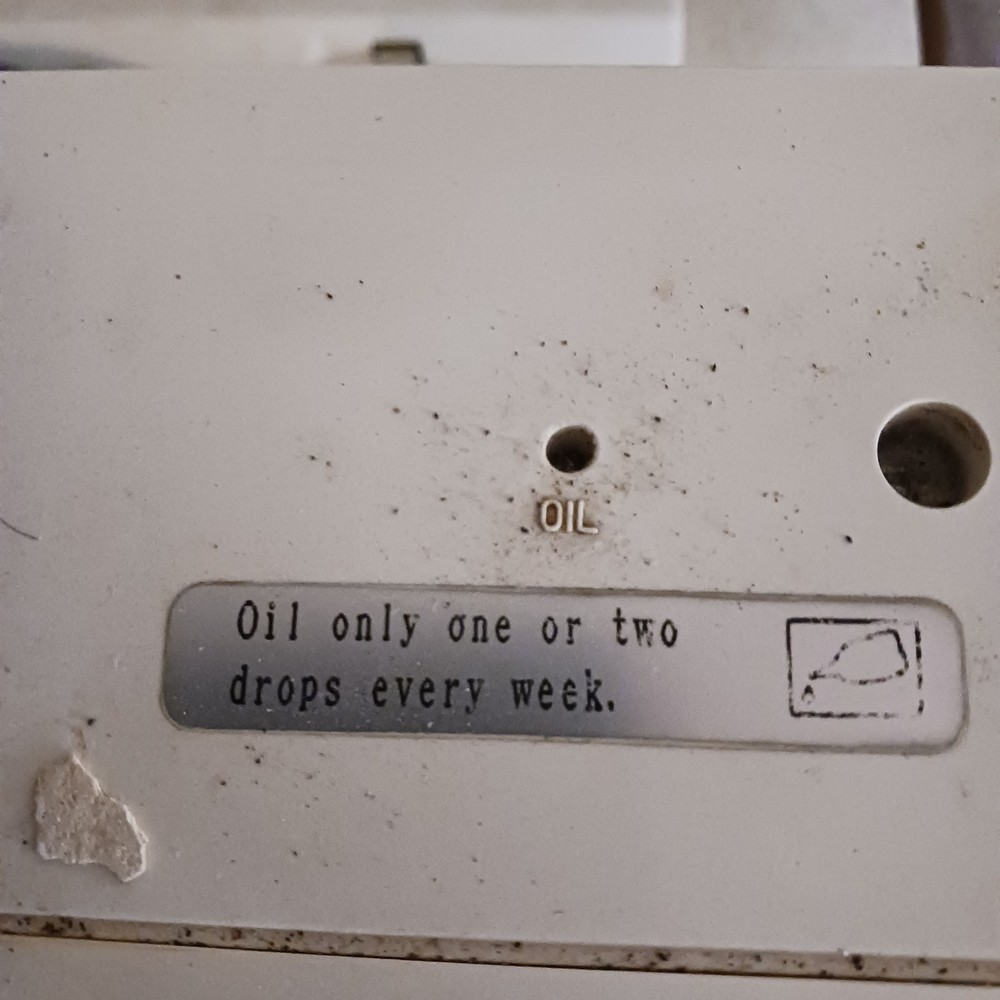 OIL
Oil only one or two
drops every week.